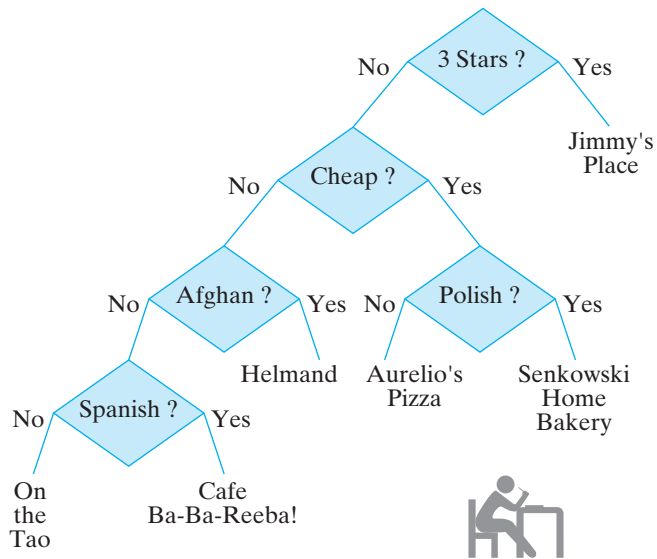 3 Stars ?
No
Yes
Jimmy's
Place
Cheap ?
No
Yes
Afghan ?
No
Yes
Polish ?
No
Yes
Helmand
Aurelio's
Pizza
Senkowski
Home
Bakery
Spanish ?
No
Yes
On
the
Tao
Cafe
Ba-Ba-Reeba!